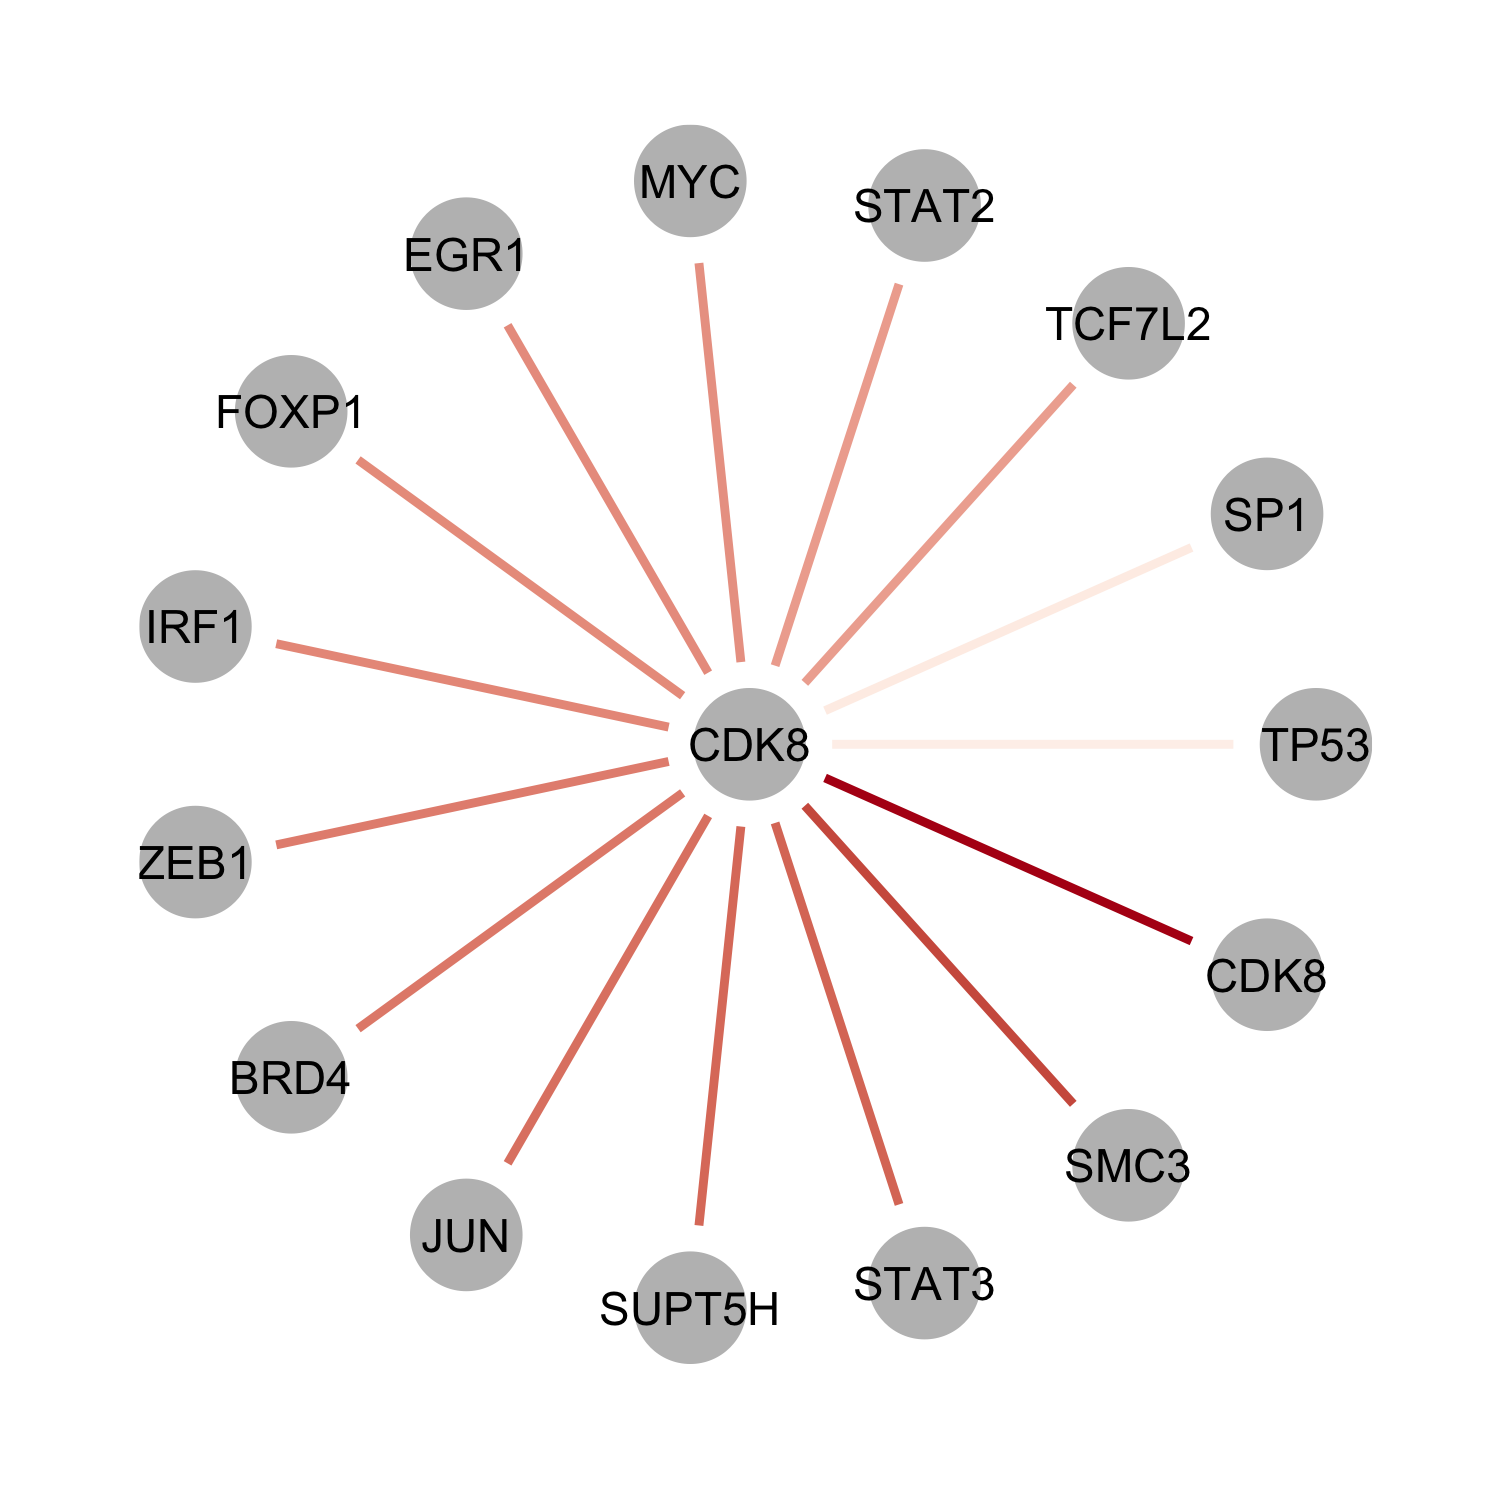 MYC
STAT2
EGR1
TCF7L2
FOXP1
SP1
IRF1
CDK8
TP53
ZEB1
CDK8
BRD4
SMC3
JUN
STAT3
SUPT5H